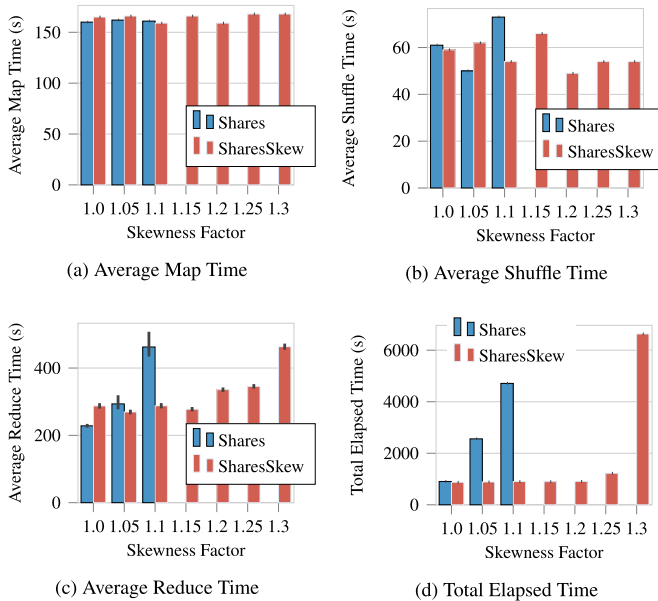 Average Map Time (s)
150
100
50
0
Shares
SharesSkew
1.0 1.05 1.1 1.15 1.2 1.25 1.3
Skewness Factor
(a) Average Map Time
Average Shuffle Time (s)
60
40
20
0
Shares
SharesSkew
1.0 1.05 1.1 1.15 1.2 1.25 1.3
Skewness Factor
(b) Average Shuffle Time
Average Reduce Time (s)
400
200
0
Shares
SharesSkew
1.0 1.05 1.1 1.15 1.2 1.25 1.3
Skewness Factor
(c) Average Reduce Time
Total Elapsed Time (s)
Shares
SharesSkew
6000
4000
2000
0
1.0 1.05 1.1 1.15 1.2 1.25 1.3
Skewness Factor
(d) Total Elapsed Time